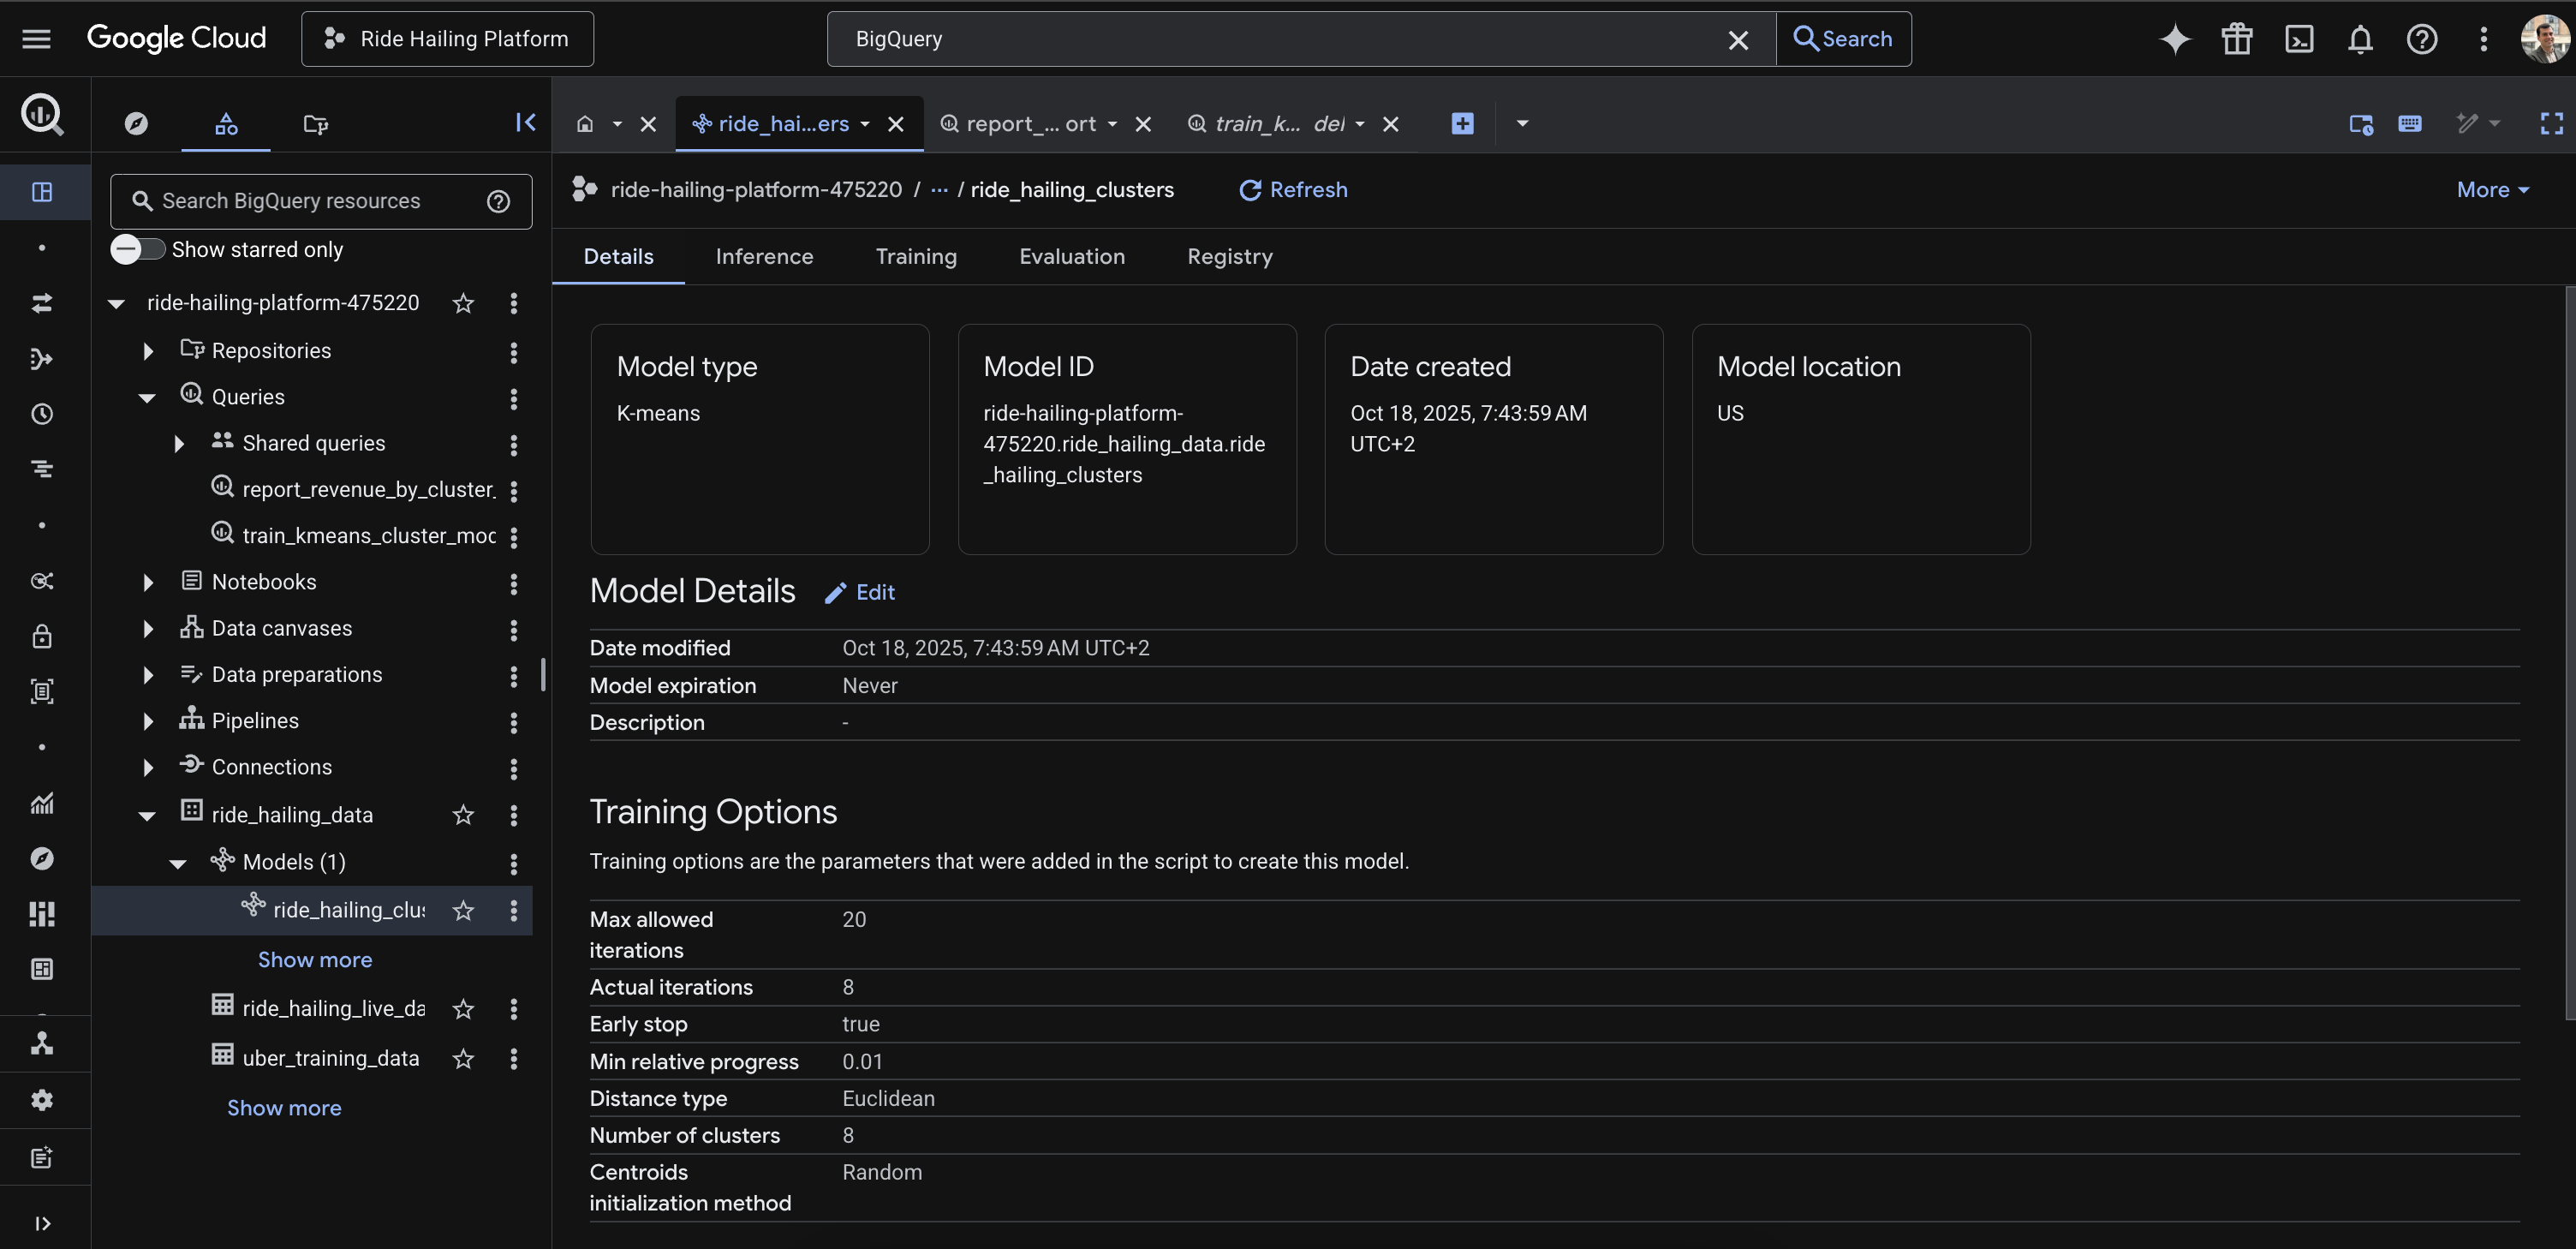 Google Cloud
Ride Hailing Platform
BigQuery
Search
ride_hai...ers
report_... ort
train_k... del
Search BigQuery resources
Show starred only
ride-hailing-platform-475220
Repositories
Queries
Shared queries
report_revenue_by_cluster_
train_kmeans_cluster_moc
Notebooks
Data canvases
Data preparations
Pipelines
Connections
ride_hailing_data
Models (1)
ride_hailing_clus
Show more
ride_hailing_live_da
uber_training_data
Show more
ride-hailing-platform-475220 / ... / ride_hailing_clusters
Refresh
More
Details
Inference
Training
Evaluation
Registry
Model type
K-means
Model ID
ride-hailing-platform-
475220.ride_hailing_data.ride
_hailing_clusters
Date created
Oct 18, 2025, 7:43:59 AM
UTC+2
Model location
US
Model Details
Edit
Date modified Oct 18, 2025, 7:43:59 AM UTC+2
Model expiration Never
Description -
Training Options
Training options are the parameters that were added in the script to create this model.
Max allowed 20
iterations
Actual iterations 8
Early stop true
Min relative progress 0.01
Distance type Euclidean
Number of clusters 8
Centroids Random
initialization method